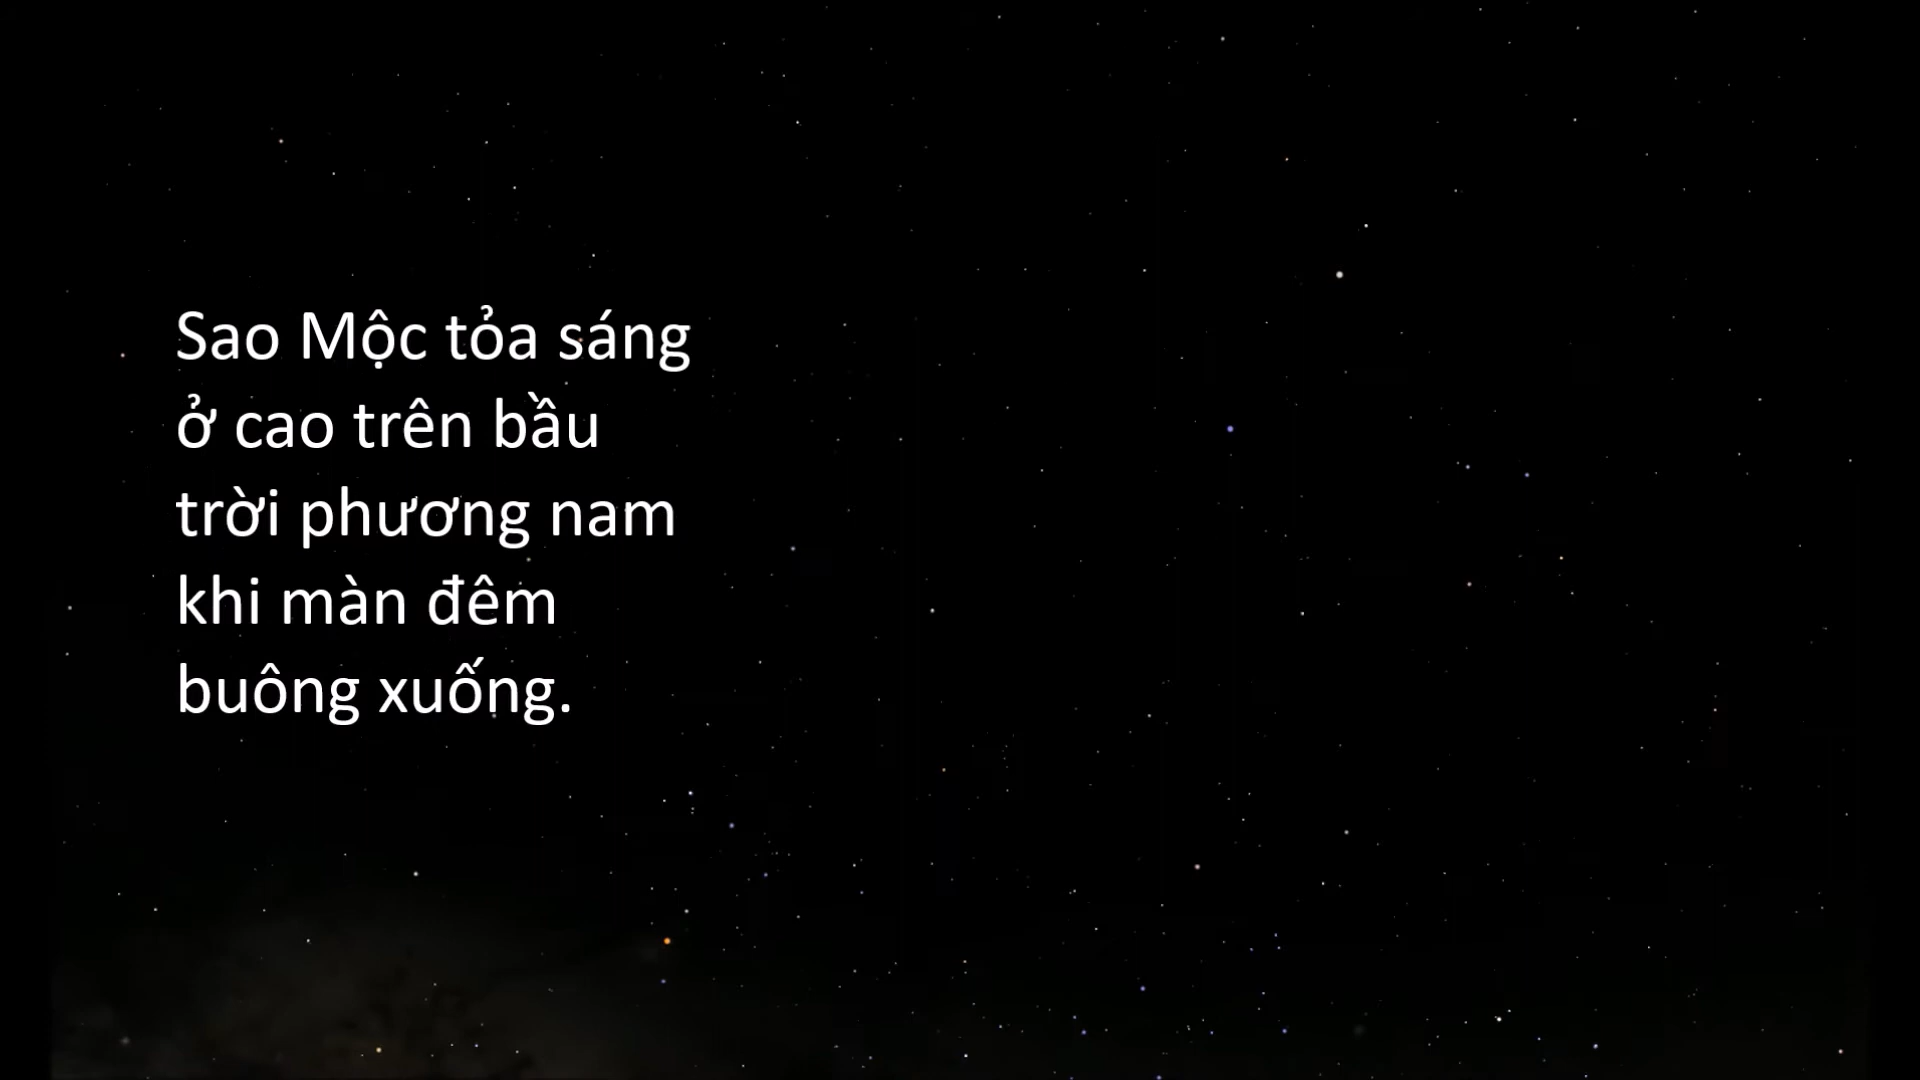 Sao Mộc tỏa sáng
ở cao trên bầu
trời phương nam
khi màn đêm
buông xuống.